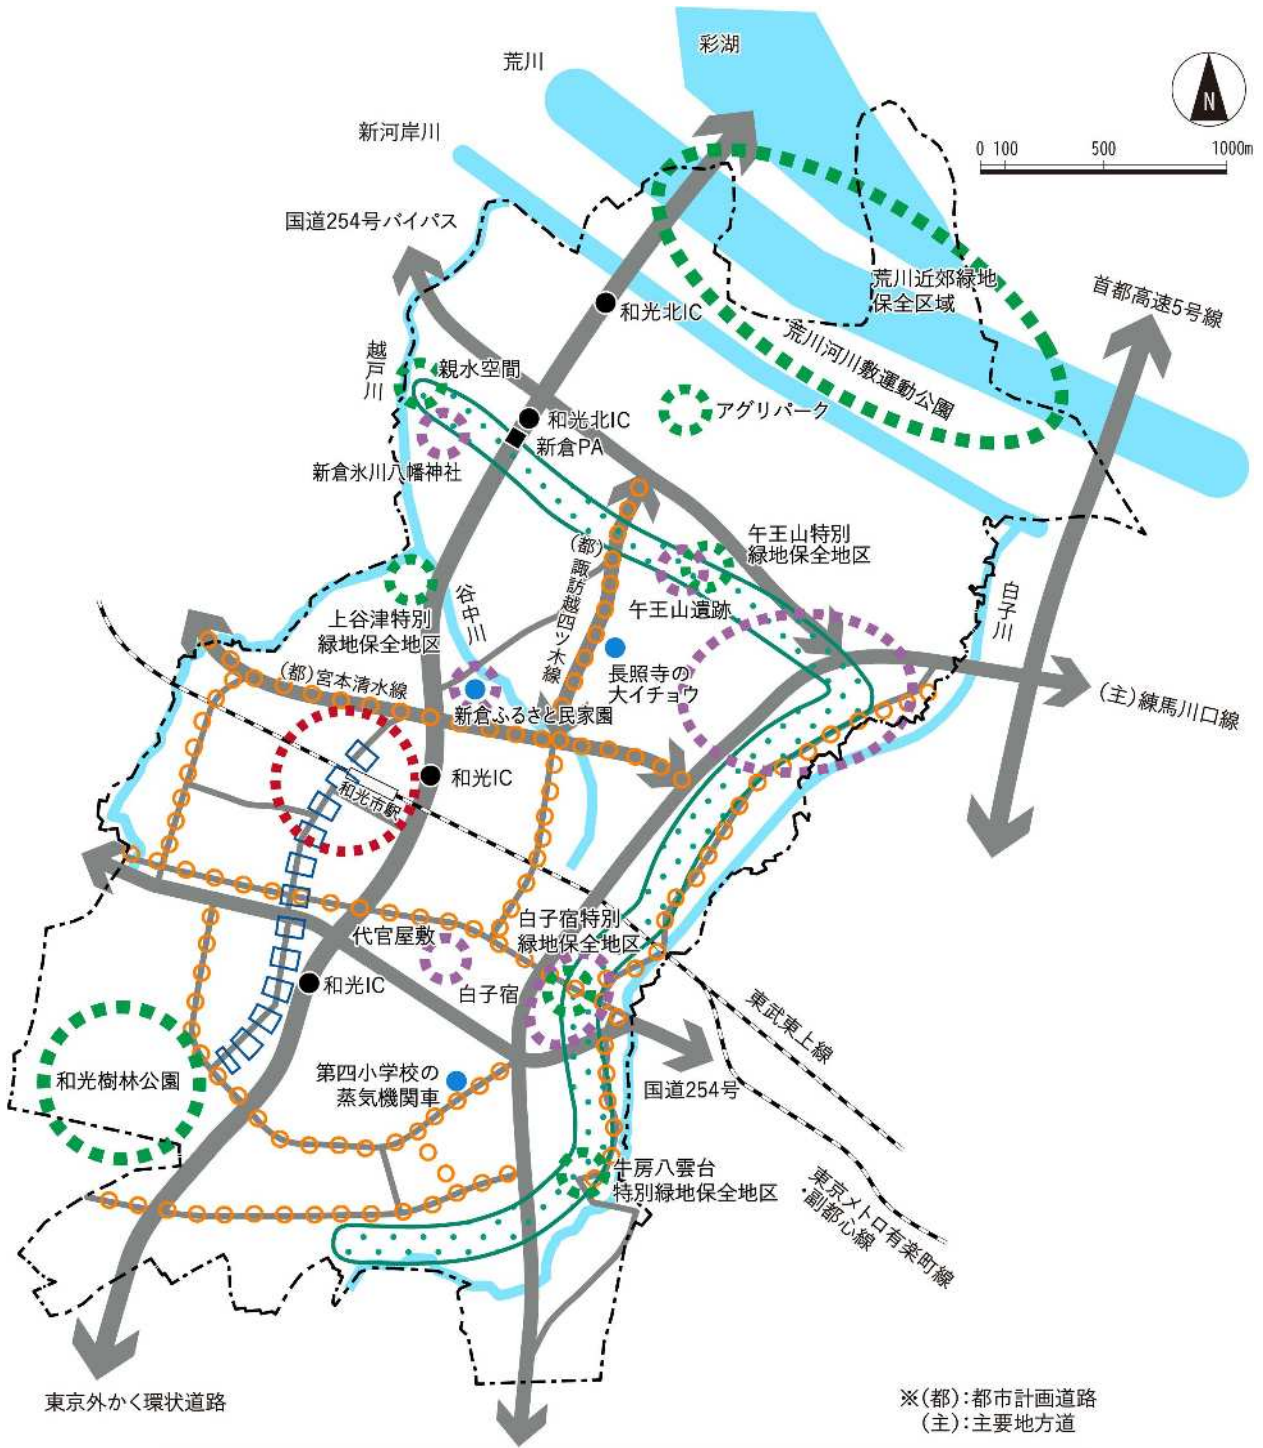 彩湖
荒川
N
新河岸川
0 100 500 1000m
国道254号バイパス
荒川近郊緑地
保全区域
首都高速5号線
和光北IC
荒川河川敷運動公園
越戸川
親水空間
アグリパーク
和光北IC
新倉PA
新倉氷川八幡神社
(都)諏訪越四ツ木線
午王山特別
緑地保全地区
谷中川
白子川
上谷津特別
緑地保全地区
午王山遺跡
長照寺の
大イチョウ
(都)宮本清水線
(主)練馬川口線
新倉ふるさと民家園
和光IC
和光市駅
白子宿特別
緑地保全地区
代官屋敷
和光IC
白子宿
東武東上線
和光樹林公園
第四小学校の
蒸気機関車
国道254号
牛房八雲台
特別緑地保全地区
東京メトロ有楽町線
・副都心線
東京外かく環状道路
※(都):都市計画道路
(主):主要地方道